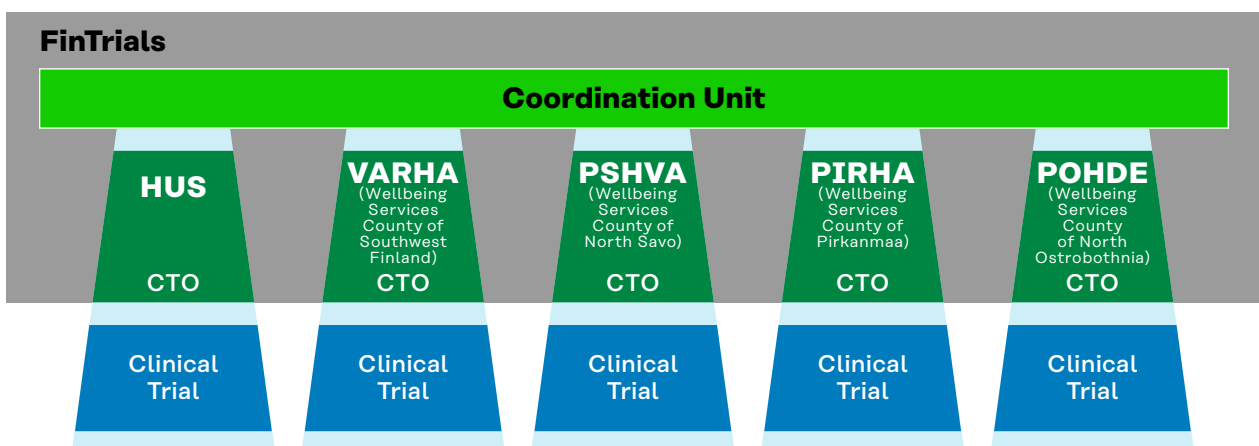 FinTrials
Coordination Unit
HUS
CTO
VARHA
(Wellbeing
Services
County of
Southwest
Finland)
CTO
PSHVA
(Wellbeing
Services
County of
North Savo)
CTO
PIRHA
(Wellbeing
Services
County of
Pirkanmaa)
CTO
POHDE
(Wellbeing
Services
County
of North
Ostrobothnia)
CTO
Clinical
Trial
Clinical
Trial
Clinical
Trial
Clinical
Trial
Clinical
Trial